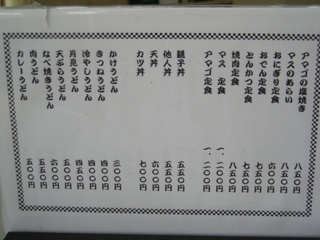 アマゴの塩焼き 八五〇円
マスのあらい 八五〇円
おにぎり定食 六〇〇円
おでん定食 七五〇円
とんかつ定食 七五〇円
焼肉定食 八五〇円
マス 定食 一、二〇〇円
アマゴ定食 一、二〇〇円
親子丼 五五〇円
他人丼 五五〇円
天丼 六〇〇円
カツ丼 七〇〇円
かけうどん 三〇〇円
きつねうどん 四〇〇円
冷やしうどん
月見うどん 四〇〇円
天ぷらうどん 五〇〇円
なべ焼きうどん 六〇〇円
肉うどん 五〇〇円
カレーうどん 五〇〇円